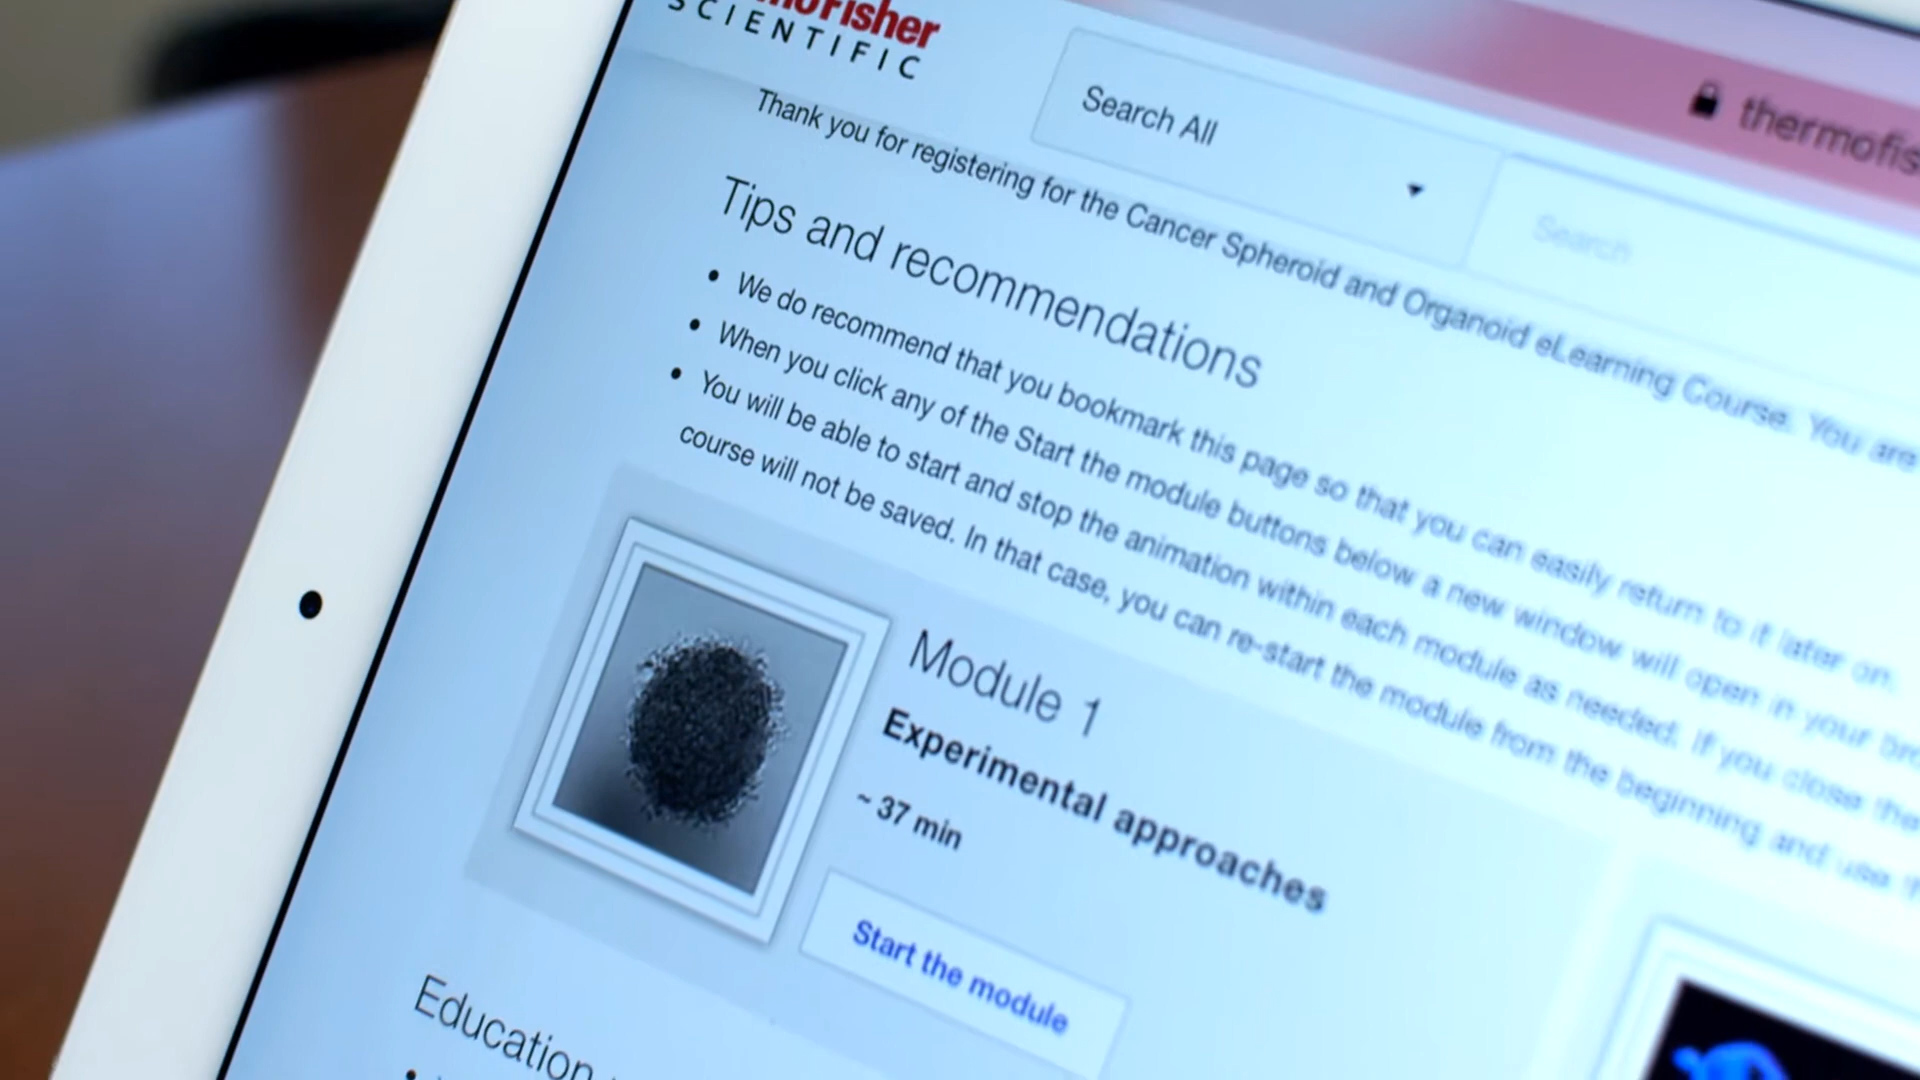 moFisher
SCIENTIFIC
Search All
Search
thermofis
Thank you for registering for the Cancer Spheroid and Organoid eLearning Course. You are
Tips and recommendations
• We do recommend that you bookmark this page so that you can easily return to it later on.
• When you click any of the Start the module buttons below a new window will open in your bro
• You will be able to start and stop the animation within each module as needed. If you close the
course will not be saved. In that case, you can re-start the module from the beginning and use th
Module 1
Experimental approaches
~ 37 min
Start the module
Education